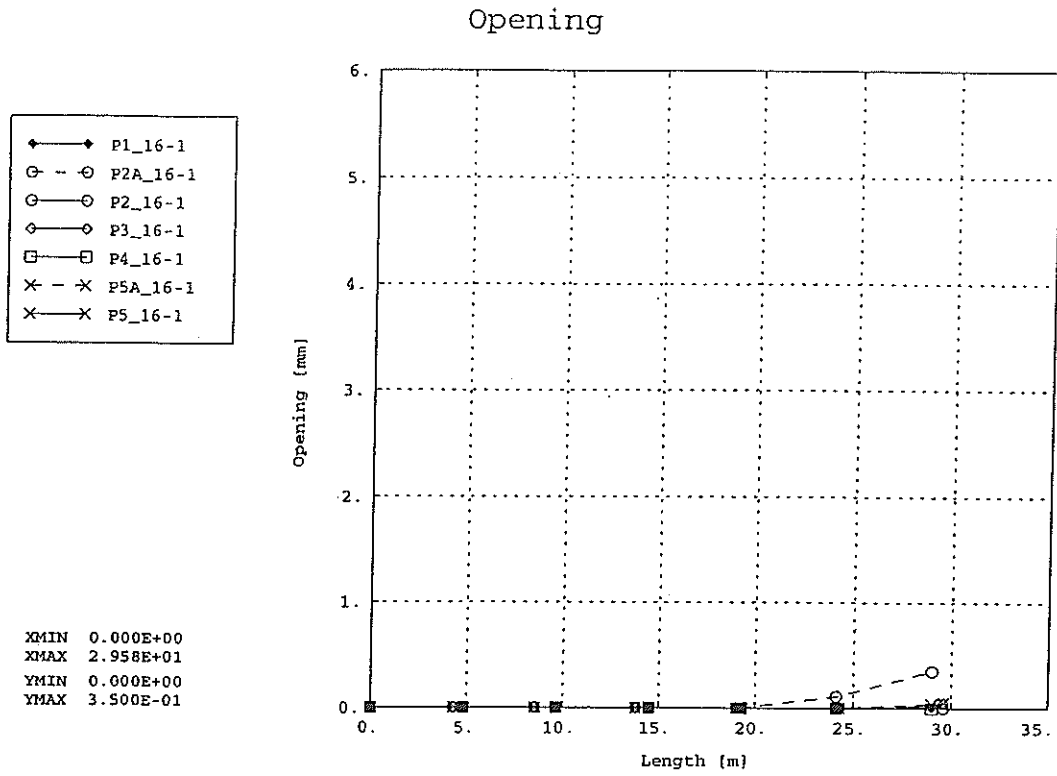 Opening
P1_16-1
P2A_16-1
P2_16-1
P3_16-1
P4_16-1
P5A_16-1
P5_16-1
6.
5.
4.
3.
2.
1.
0.
Opening [mm]
0.
5.
10.
15.
20.
25.
30.
35.
Length [m]
XMIN 0.000E+00
XMAX 2.958E+01
YMIN 0.000E+00
YMAX 3.500E-01